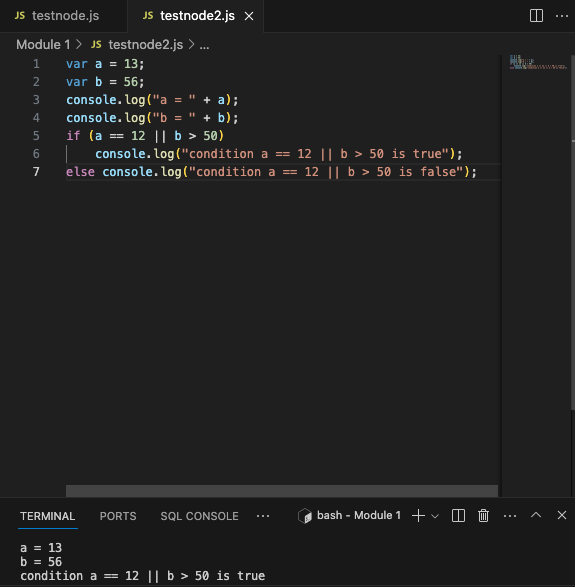 JS testnode.js JS testnode2.js
Module 1 > JS testnode2.js > ...
1 var a = 13;
2 var b = 56;
3 console.log("a = " + a);
4 console.log("b = " + b);
5 if (a == 12 || b > 50)
6 console.log("condition a == 12 || b > 50 is true");
7 else console.log("condition a == 12 || b > 50 is false");
TERMINAL PORTS SQL CONSOLE ··· bash - Module 1
a = 13
b = 56
condition a == 12 || b > 50 is true